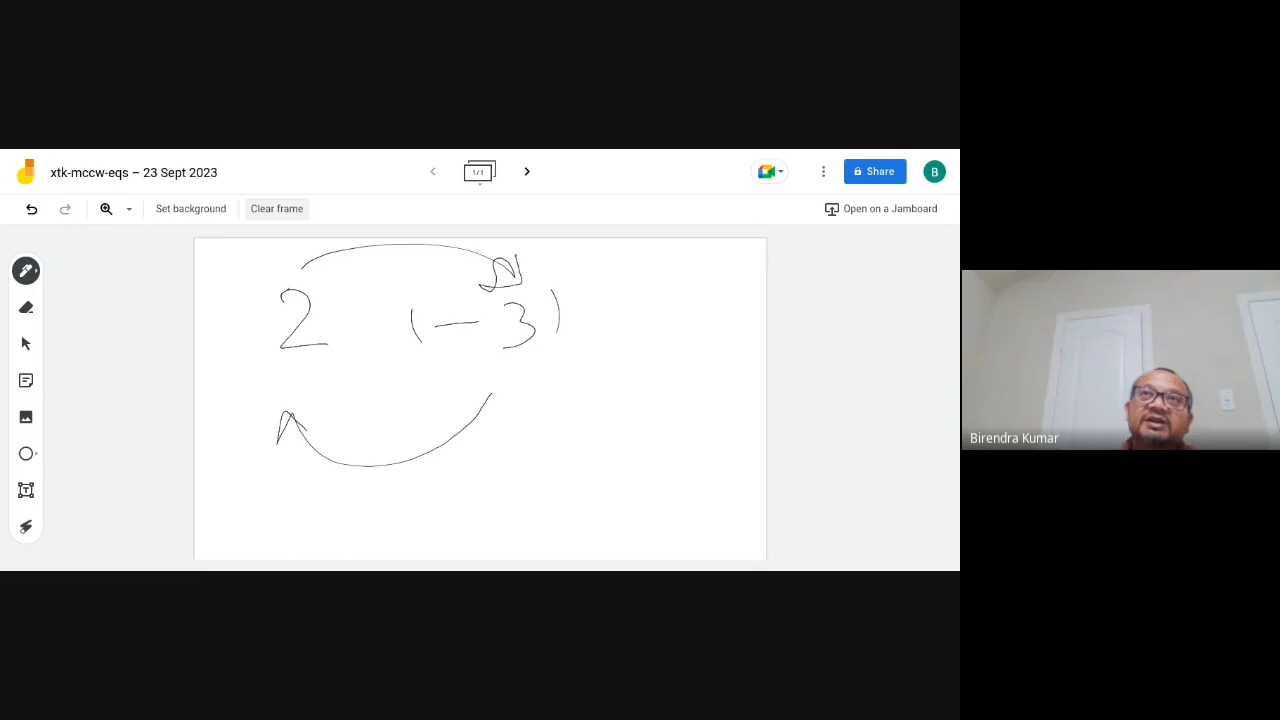 xtk-mccw-eqs – 23 Sept 2023
1/1
Share
B
Set background
Clear frame
Open on a Jamboard
2 (-3)
T
Birendra Kumar